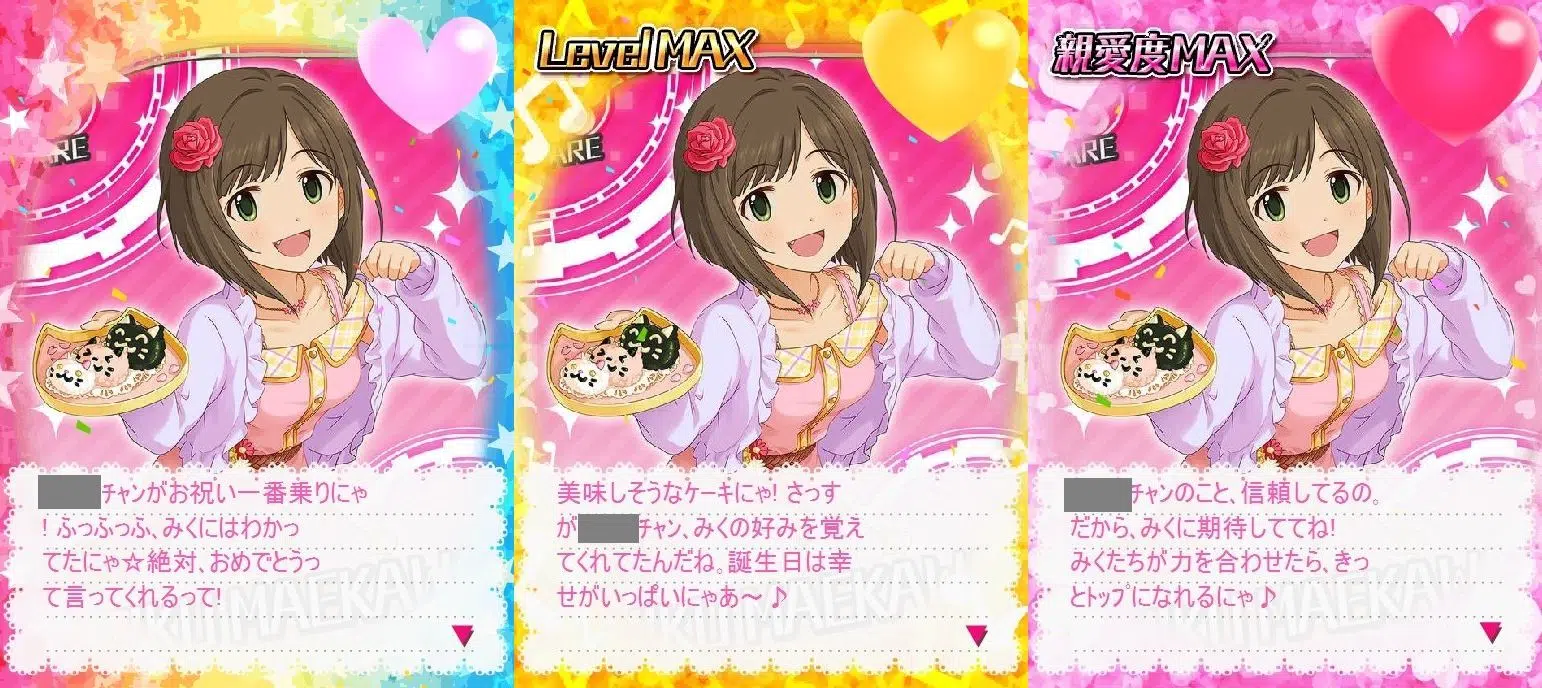 ARE
チャンがお祝い一番乗りにゃ
！ふっふっふ、みくにはわかっ
てたにゃ☆絶対、おめでとうっ
て言ってくれるって！
Level MAX
ARE
美味しそうなケーキにゃ！さっす
がチャン、みくの好みを覚え
てくれてたんだね。誕生日は幸
せがいっぱいにゃあ～♪
親愛度MAX
ARE
チャンのこと、信頼してるの。
だから、みくに期待しててね！
みくたちが力を合わせたら、きっ
とトップになれるにゃ♪